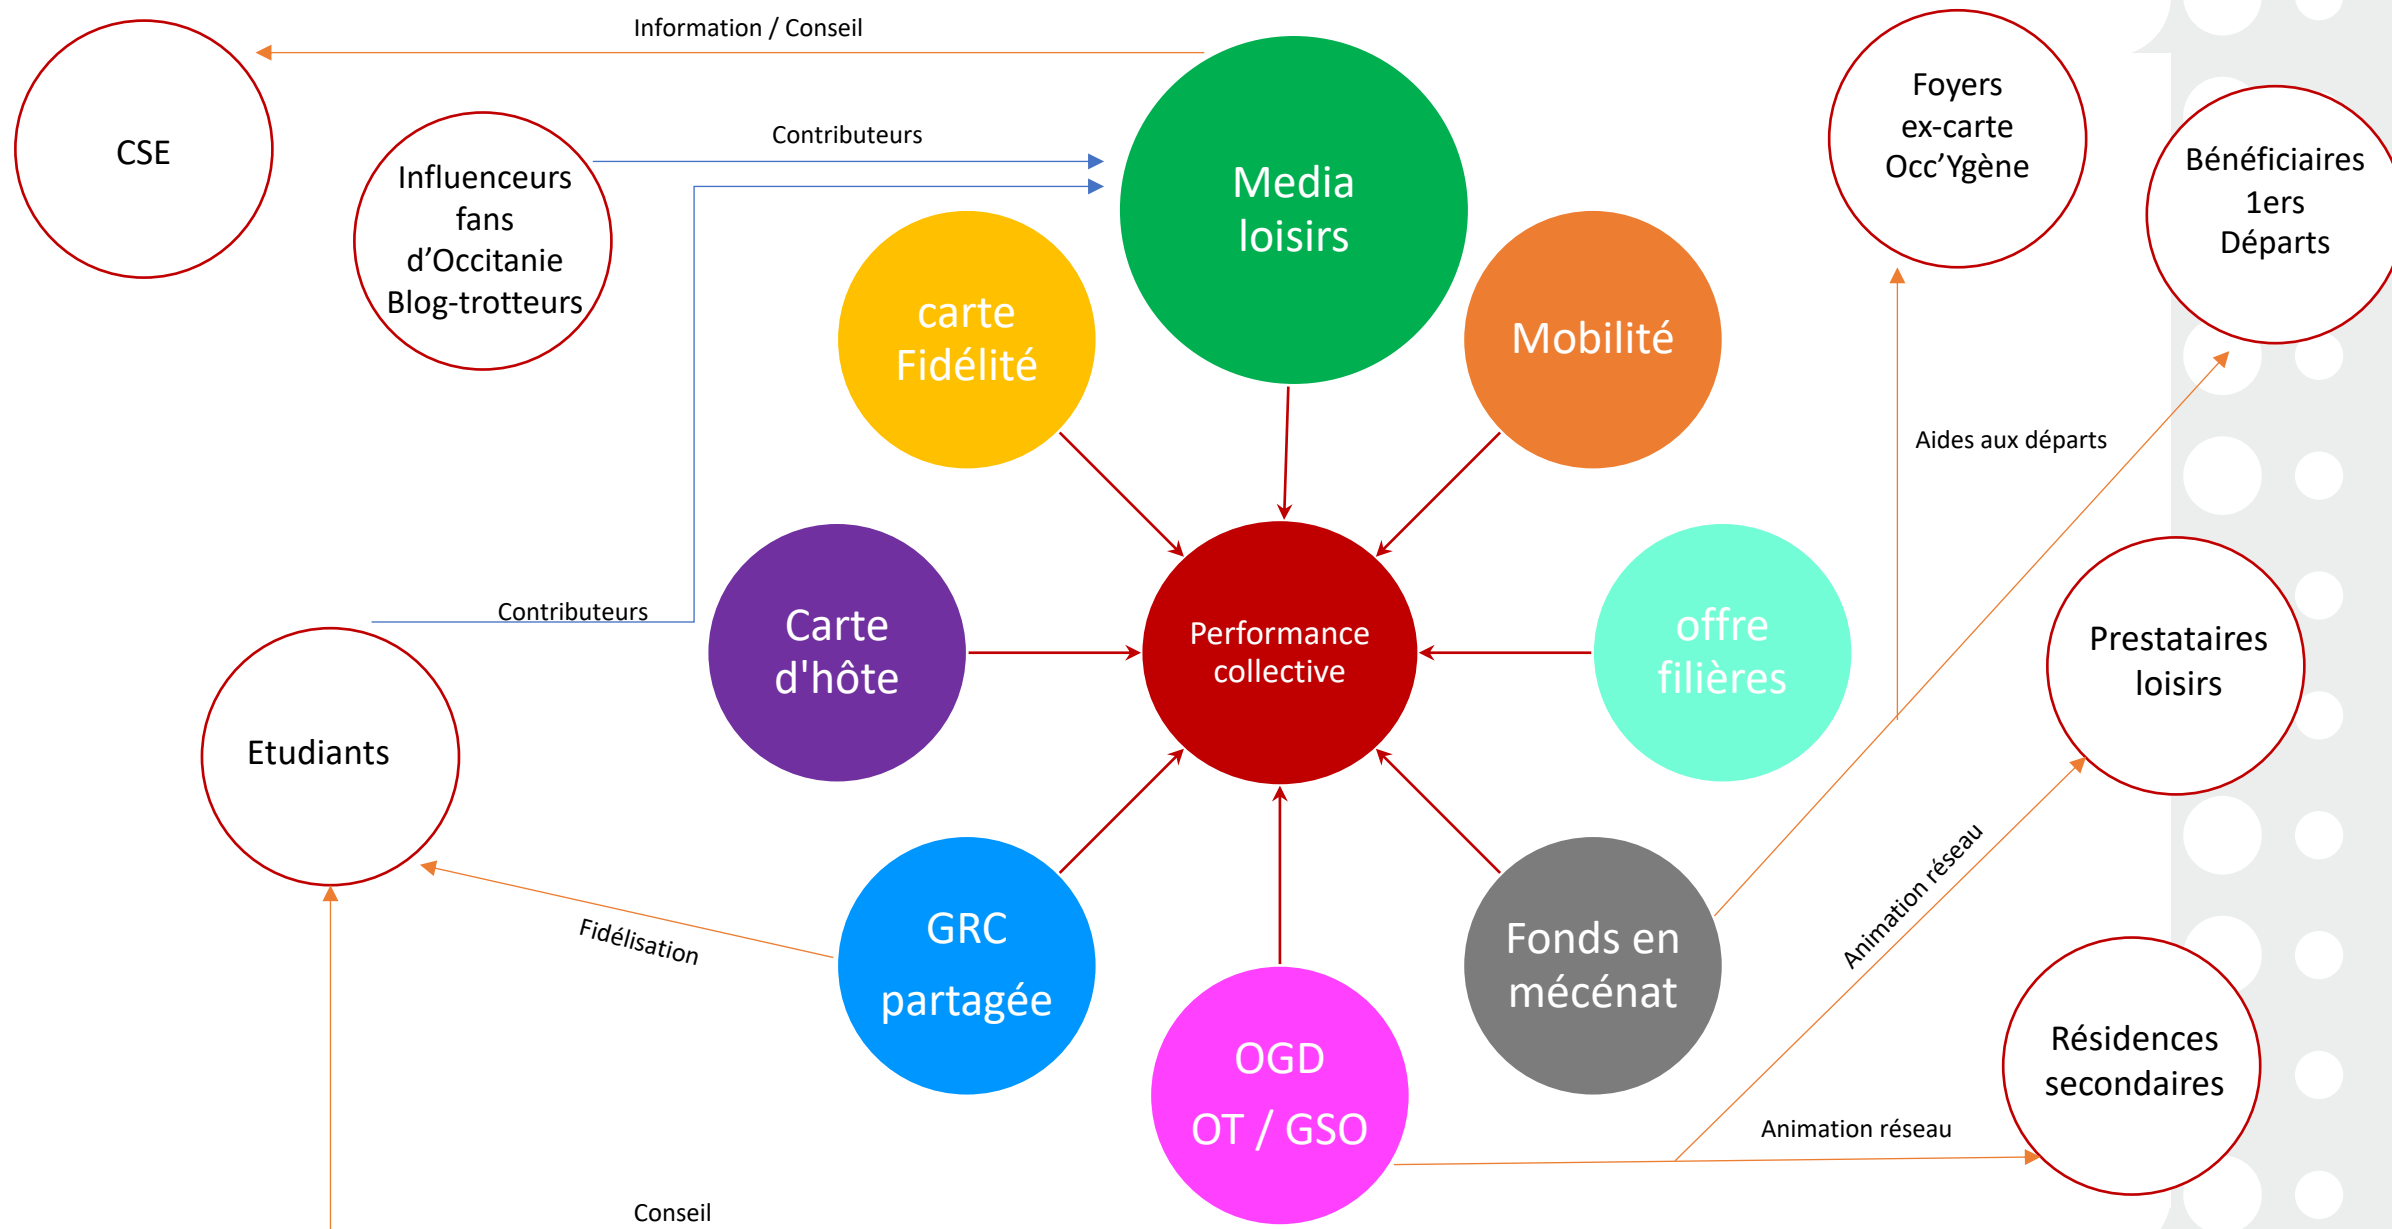 Information / Conseil
CSE
Influenceurs
fans
d’Occitanie
Blog-trotteurs
Contributeurs
Media
loisirs
Foyers
ex-carte
Occ’Ygène
Bénéficiaires
1ers
Départs
carte
Fidélité
Mobilité
Aides aux départs
Contributeurs
Carte
d'hôte
Performance
collective
offre
filières
Prestataires
loisirs
Etudiants
Fidélisation
GRC
partagée
OGD
OT / GSO
Fonds en
mécénat
Animation réseau
Résidences
secondaires
Animation réseau
Conseil